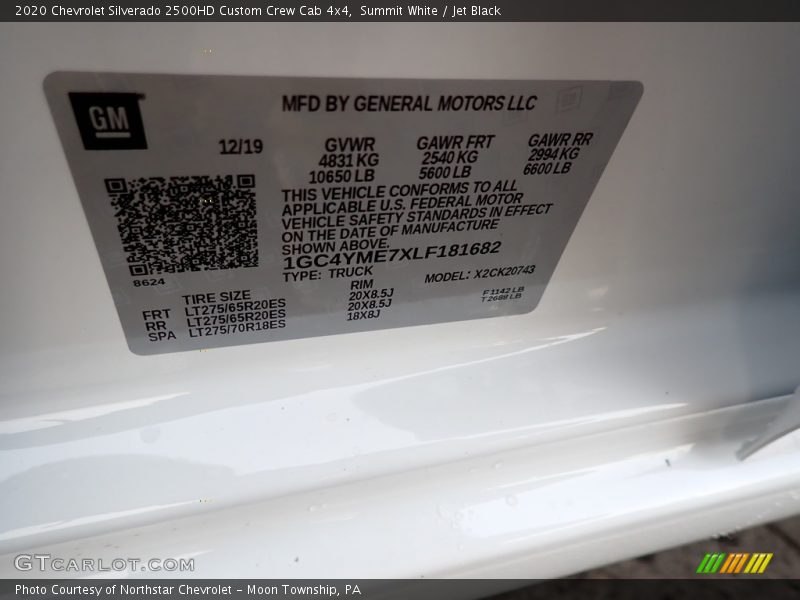 2020 Chevrolet Silverado 2500HD Custom Crew Cab 4x4, Summit White / Jet Black
GM
MFD BY GENERAL MOTORS LLC
12/19
GVWR
4831 KG
10650 LB
GAWR FRT
2540 KG
5600 LB
GAWR RR
2994 KG
6600 LB
THIS VEHICLE CONFORMS TO ALL
APPLICABLE U.S. FEDERAL MOTOR
VEHICLE SAFETY STANDARDS IN EFFECT
ON THE DATE OF MANUFACTURE
SHOWN ABOVE.
1GC4YME7XLF181682
TYPE: TRUCK
MODEL: X2CK20743
8624
TIRE SIZE
RIM
FRT LT275/65R20ES 20X8.5J
RR LT275/65R20ES 20X8.5J
SPA LT275/70R18ES 18X8J
F 1142 LB
T 2688 LB
GTCARLOT.COM
Photo Courtesy of Northstar Chevrolet - Moon Township, PA